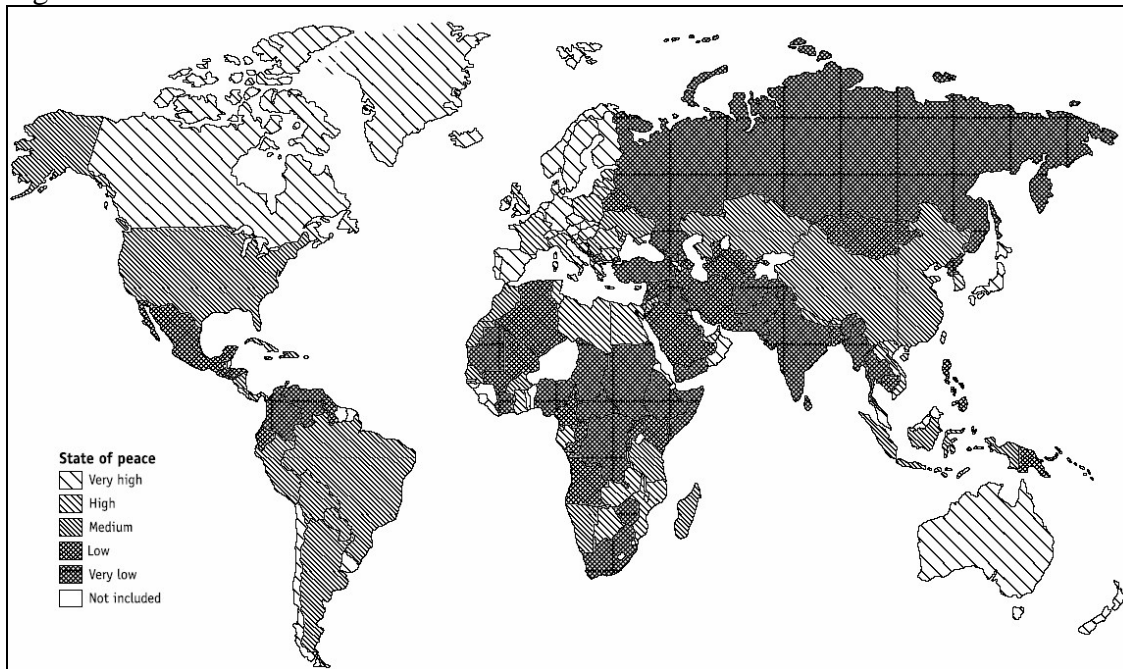 State of peace
Very high
High
Medium
Low
Very low
Not included